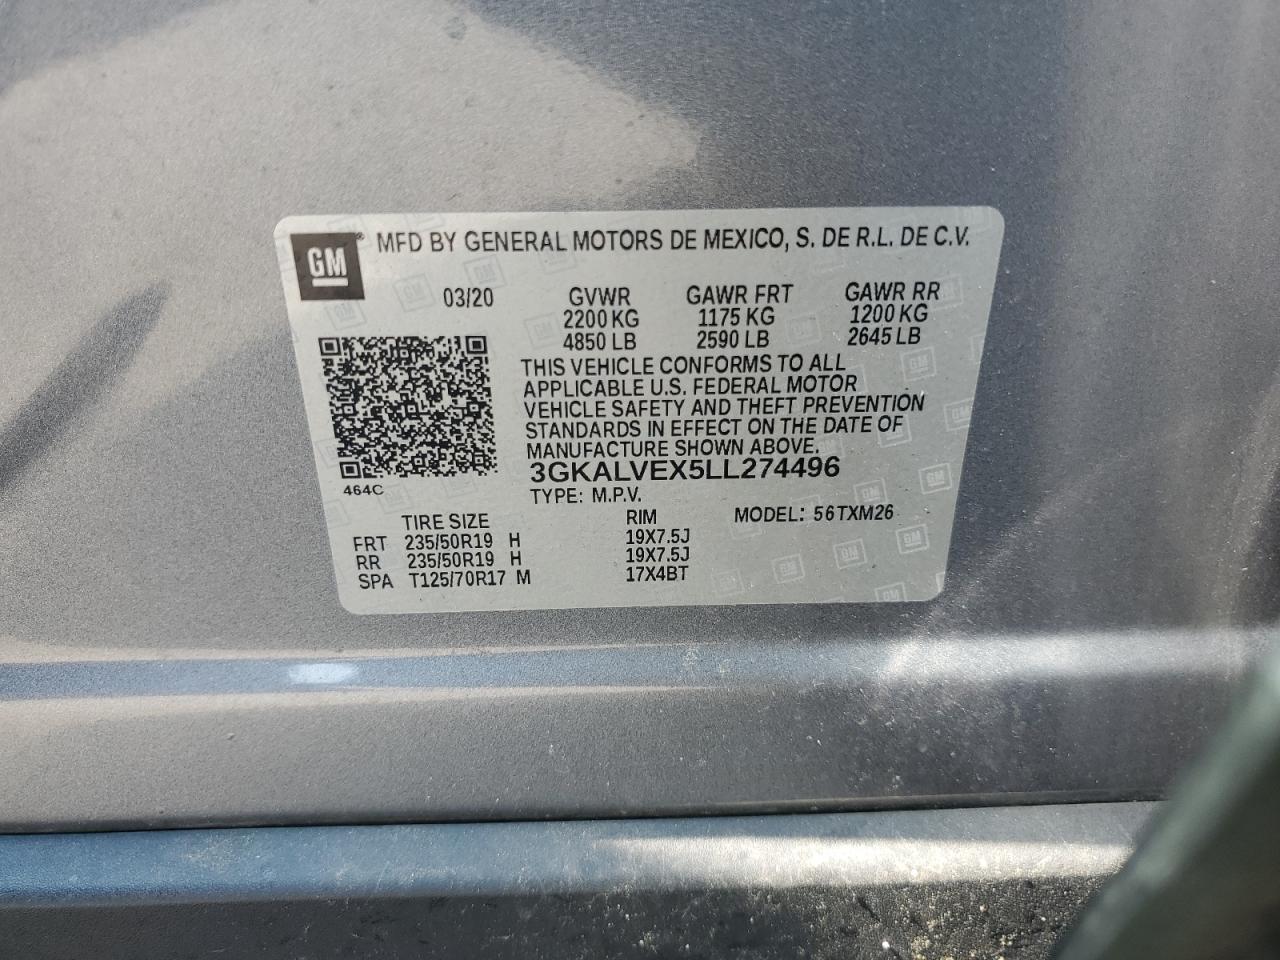 GM ® MFD BY GENERAL MOTORS DE MEXICO, S. DE R.L. DE C.V.
03/20 GVWR GAWR FRT GAWR RR
2200 KG 1175 KG 1200 KG
4850 LB 2590 LB 2645 LB
THIS VEHICLE CONFORMS TO ALL
APPLICABLE U.S. FEDERAL MOTOR
VEHICLE SAFETY AND THEFT PREVENTION
STANDARDS IN EFFECT ON THE DATE OF
MANUFACTURE SHOWN ABOVE.
3GKALVEX5LL274496
464C
TYPE: M.P.V.
TIRE SIZE RIM MODEL: 56TXM26
FRT 235/50R19 H 19X7.5J
RR 235/50R19 H 19X7.5J
SPA T125/70R17 M 17X4BT